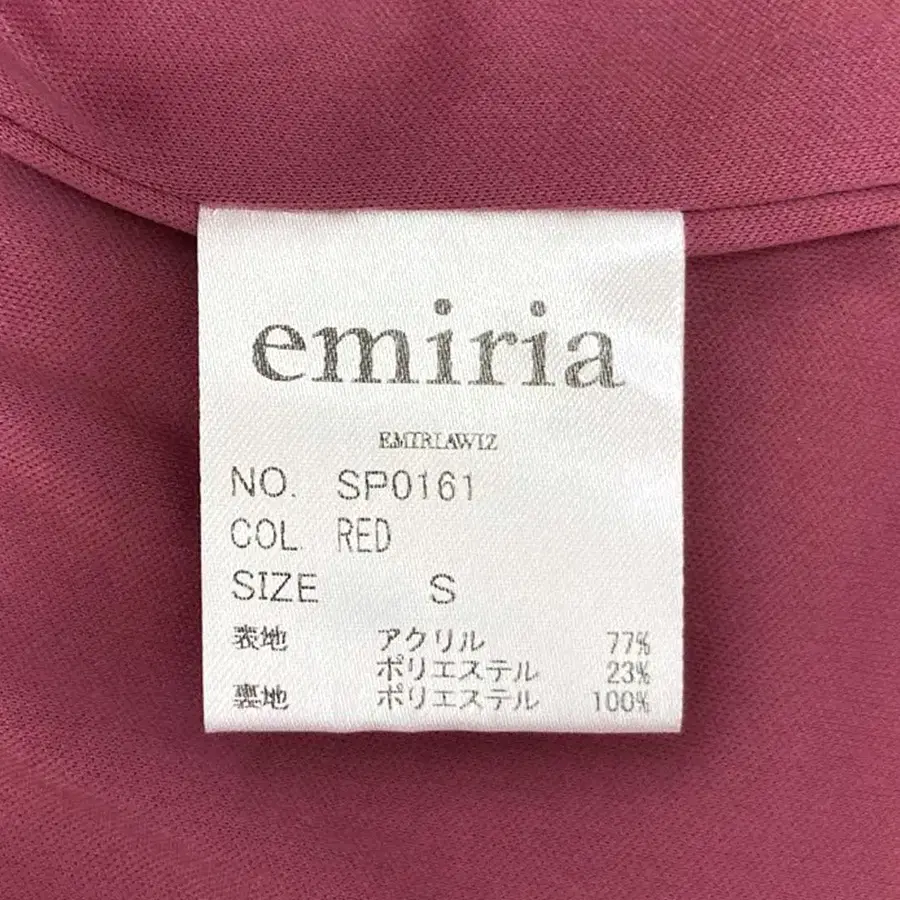 emiria
EMIRIAWIZ
NO. SP0161
COL. RED
SIZE S
表地 アクリル 77%
ポリエステル 23%
裏地 ポリエステル 100%